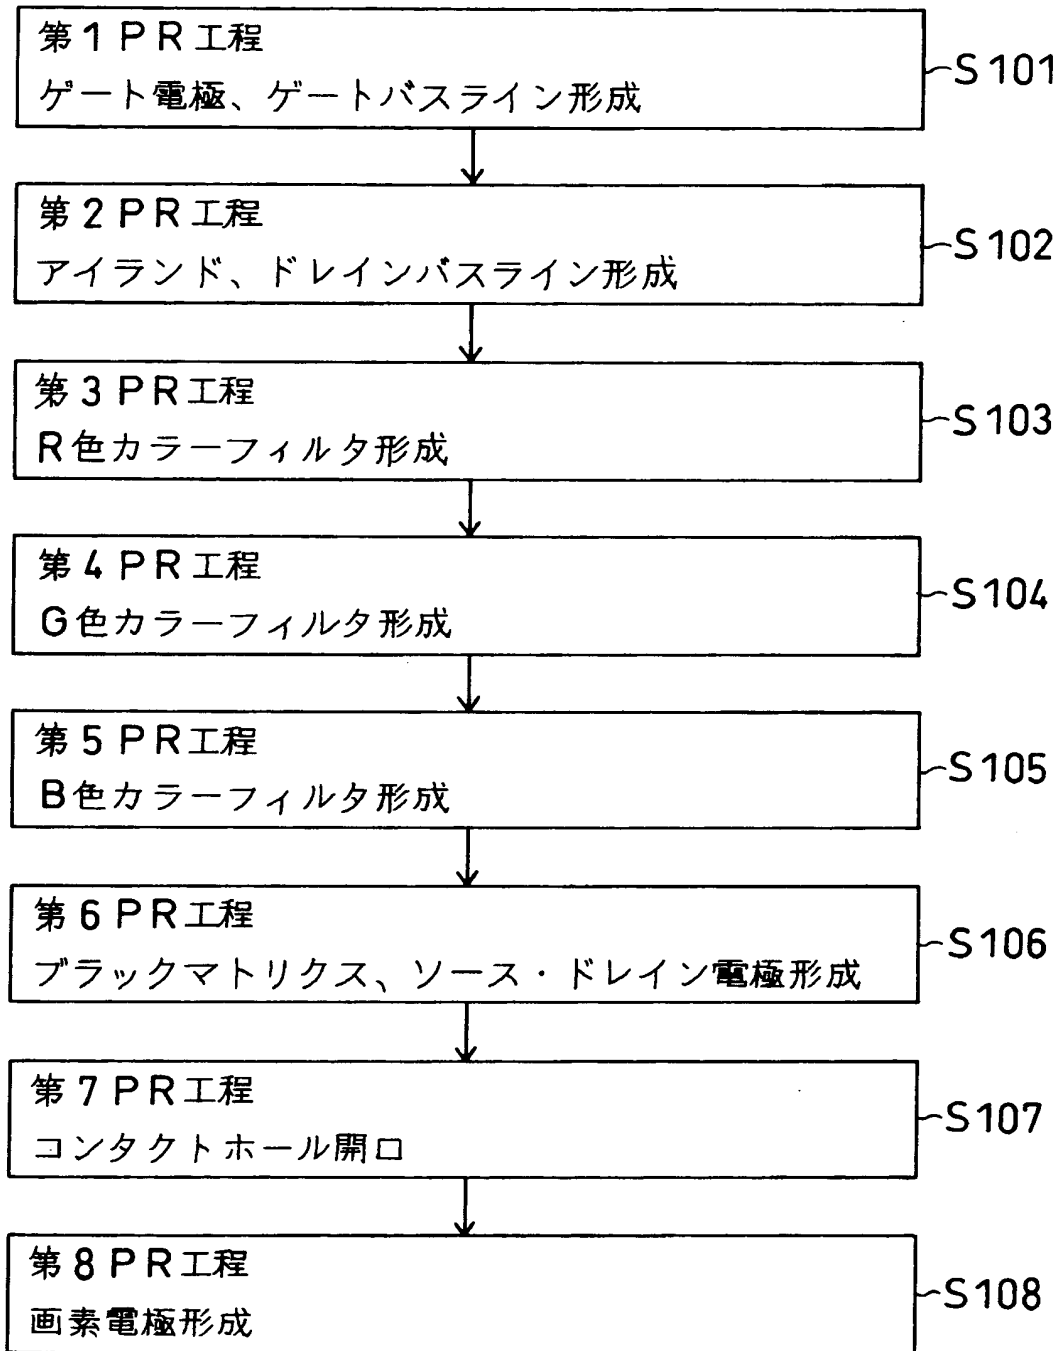 第1PR工程
ゲート電極、ゲートバスライン形成
S101
第2PR工程
アイランド、ドレインバスライン形成
S102
第3PR工程
R色カラーフィルタ形成
S103
第4PR工程
G色カラーフィルタ形成
S104
第5PR工程
B色カラーフィルタ形成
S105
第6PR工程
ブラックマトリクス、ソース・ドレイン電極形成
S106
第7PR工程
コンタクトホール開口
S107
第8PR工程
画素電極形成
S108